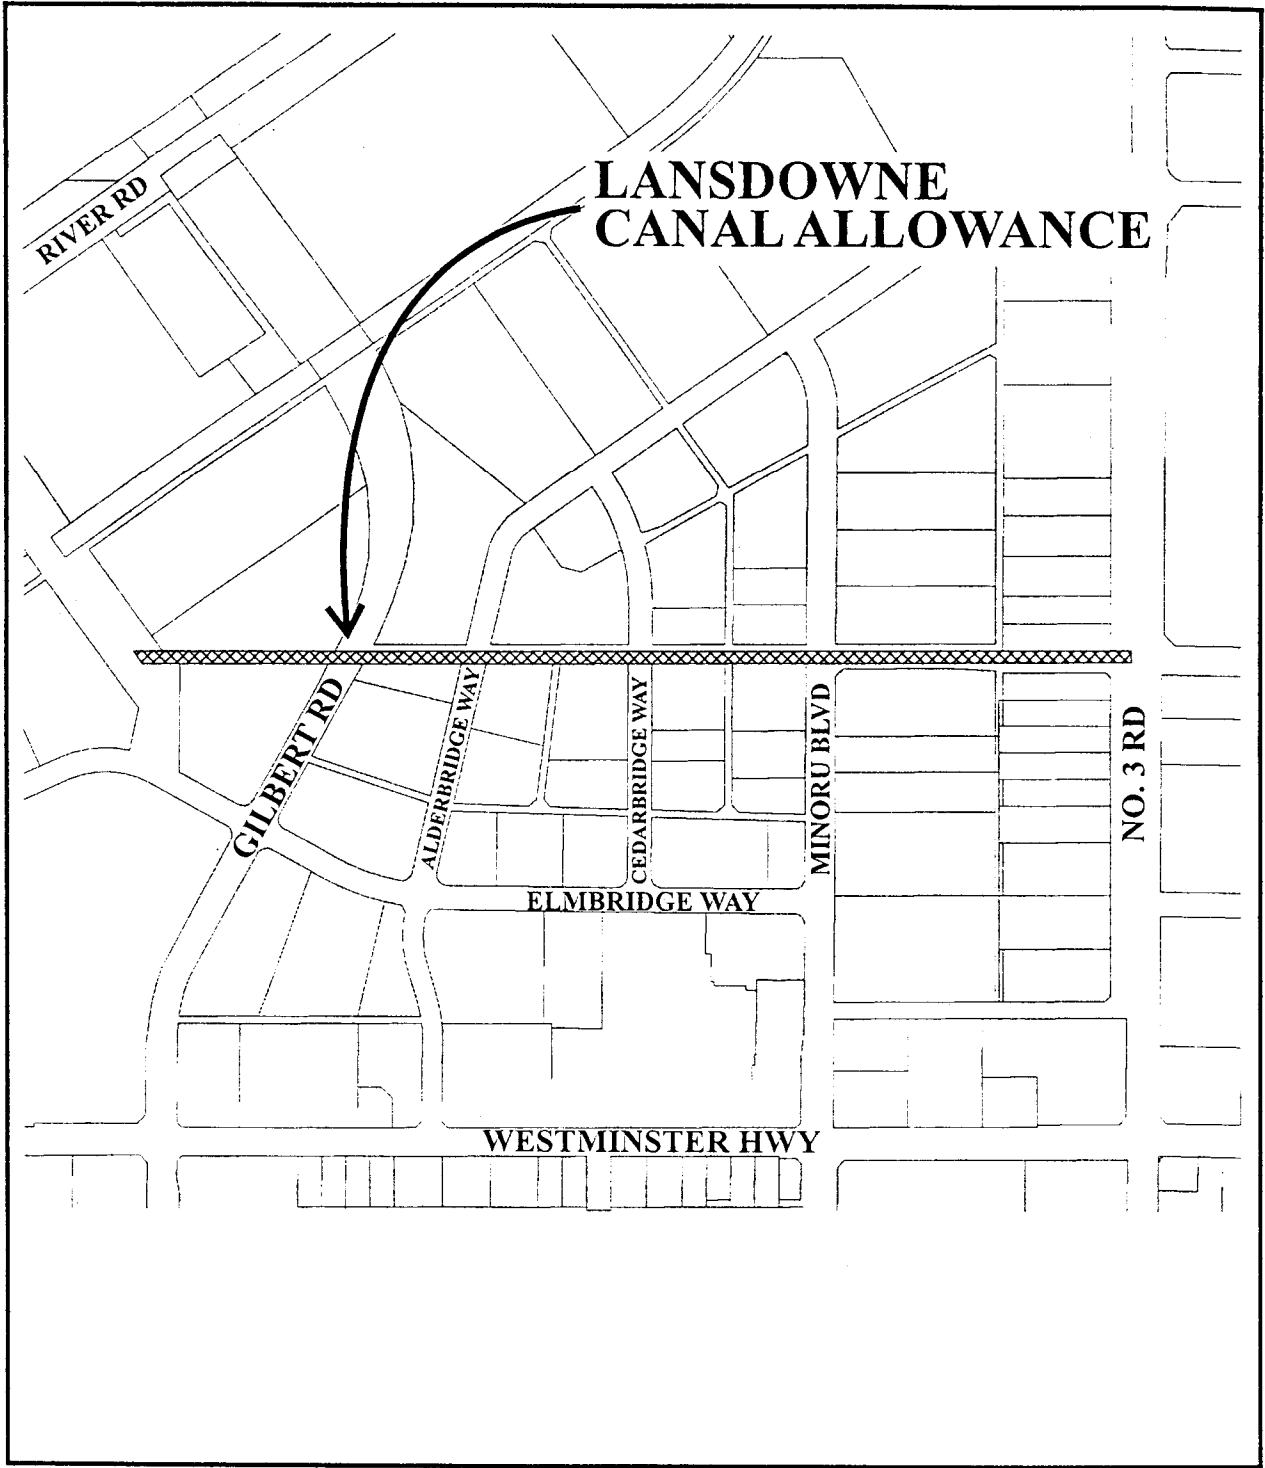 LANSDOWNE
CANAL ALLOWANCE
RIVER RD
GILBERT RD
ALDERBRIDGE WAY
CEDARBRIDGE WAY
MINORU BLVD
NO. 3 RD
ELMBRIDGE WAY
WESTMINSTER HWY